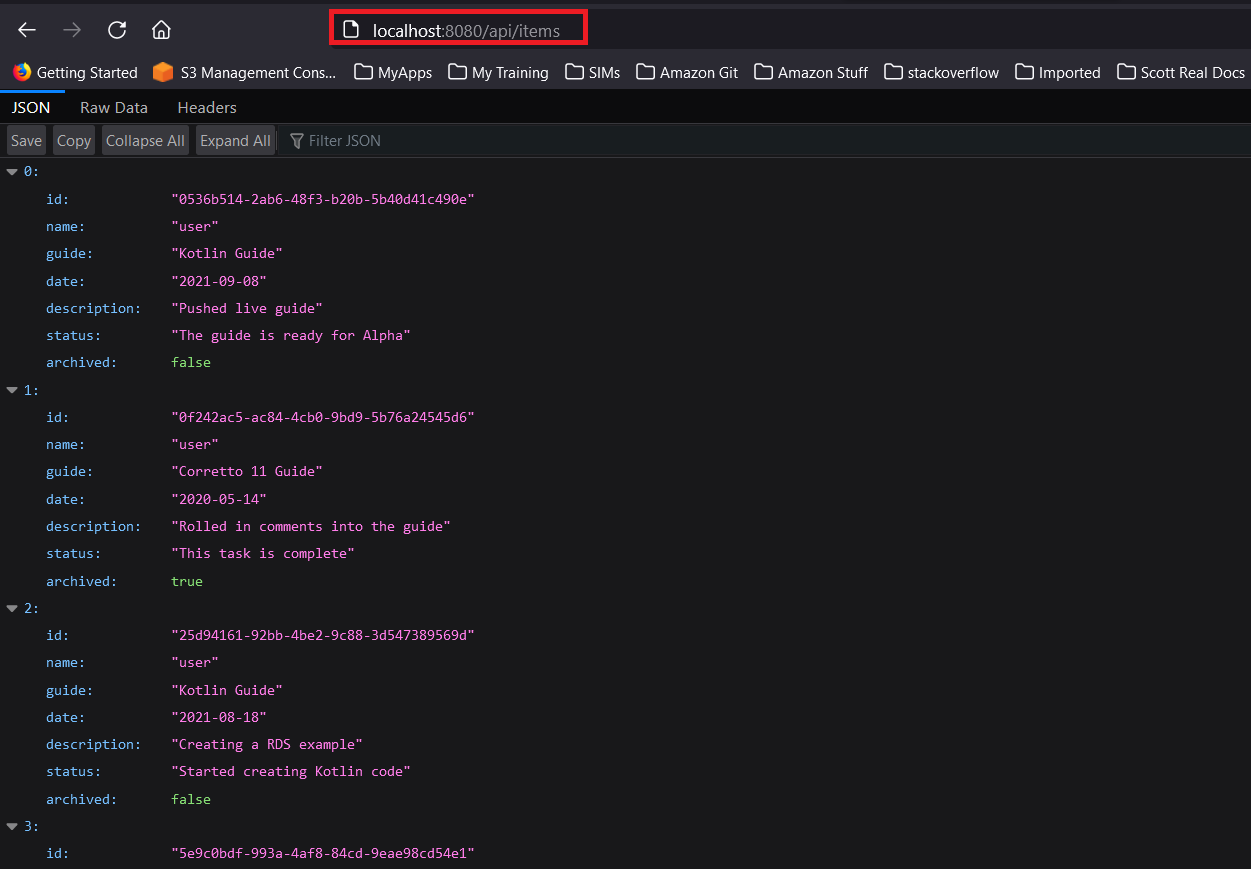 localhost:8080/api/items
Getting Started S3 Management Cons... MyApps My Training SIMs Amazon Git Amazon Stuff stackoverflow Imported Scott Real Docs
JSON Raw Data Headers
Save Copy Collapse All Expand All Filter JSON
0:
id: "0536b514-2ab6-48f3-b20b-5b40d41c490e"
name: "user"
guide: "Kotlin Guide"
date: "2021-09-08"
description: "Pushed live guide"
status: "The guide is ready for Alpha"
archived: false
1:
id: "0f242ac5-ac84-4cb0-9bd9-5b76a24545d6"
name: "user"
guide: "Corretto 11 Guide"
date: "2020-05-14"
description: "Rolled in comments into the guide"
status: "This task is complete"
archived: true
2:
id: "25d94161-92bb-4be2-9c88-3d547389569d"
name: "user"
guide: "Kotlin Guide"
date: "2021-08-18"
description: "Creating a RDS example"
status: "Started creating Kotlin code"
archived: false
3:
id: "5e9c0bdf-993a-4af8-84cd-9eae98cd54e1"